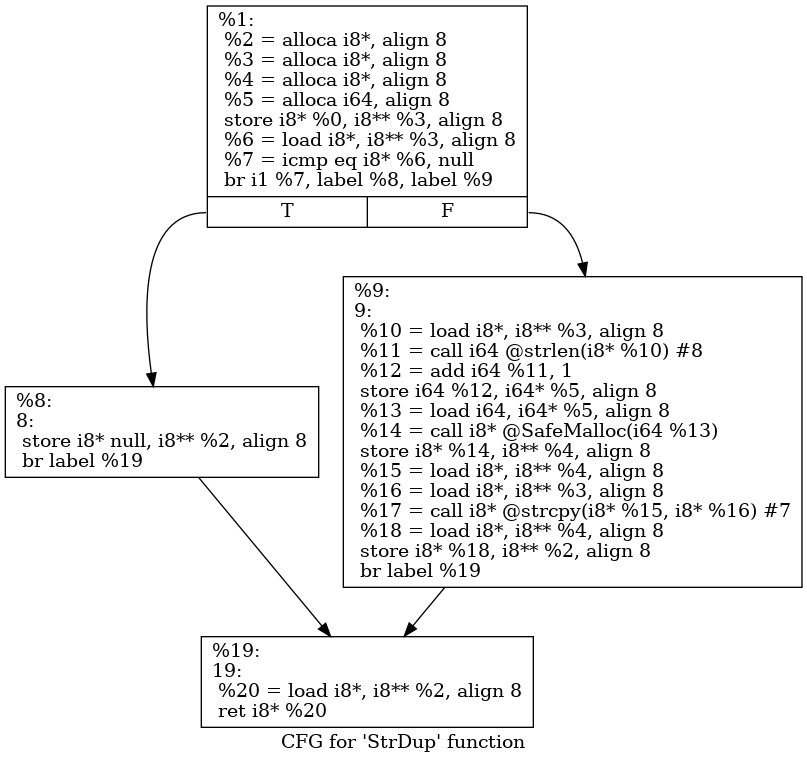 %1:
%2 = alloca i8*, align 8
%3 = alloca i8*, align 8
%4 = alloca i8*, align 8
%5 = alloca i64, align 8
store i8* %0, i8** %3, align 8
%6 = load i8*, i8** %3, align 8
%7 = icmp eq i8* %6, null
br i1 %7, label %8, label %9
T F
%9:
9:
%10 = load i8*, i8** %3, align 8
%11 = call i64 @strlen(i8* %10) #8
%12 = add i64 %11, 1
store i64 %12, i64* %5, align 8
%13 = load i64, i64* %5, align 8
%14 = call i8* @SafeMalloc(i64 %13)
store i8* %14, i8** %4, align 8
%15 = load i8*, i8** %4, align 8
%16 = load i8*, i8** %3, align 8
%17 = call i8* @strcpy(i8* %15, i8* %16) #7
%18 = load i8*, i8** %4, align 8
store i8* %18, i8** %2, align 8
br label %19
%8:
8:
store i8* null, i8** %2, align 8
br label %19
%19:
19:
%20 = load i8*, i8** %2, align 8
ret i8* %20
CFG for 'StrDup' function